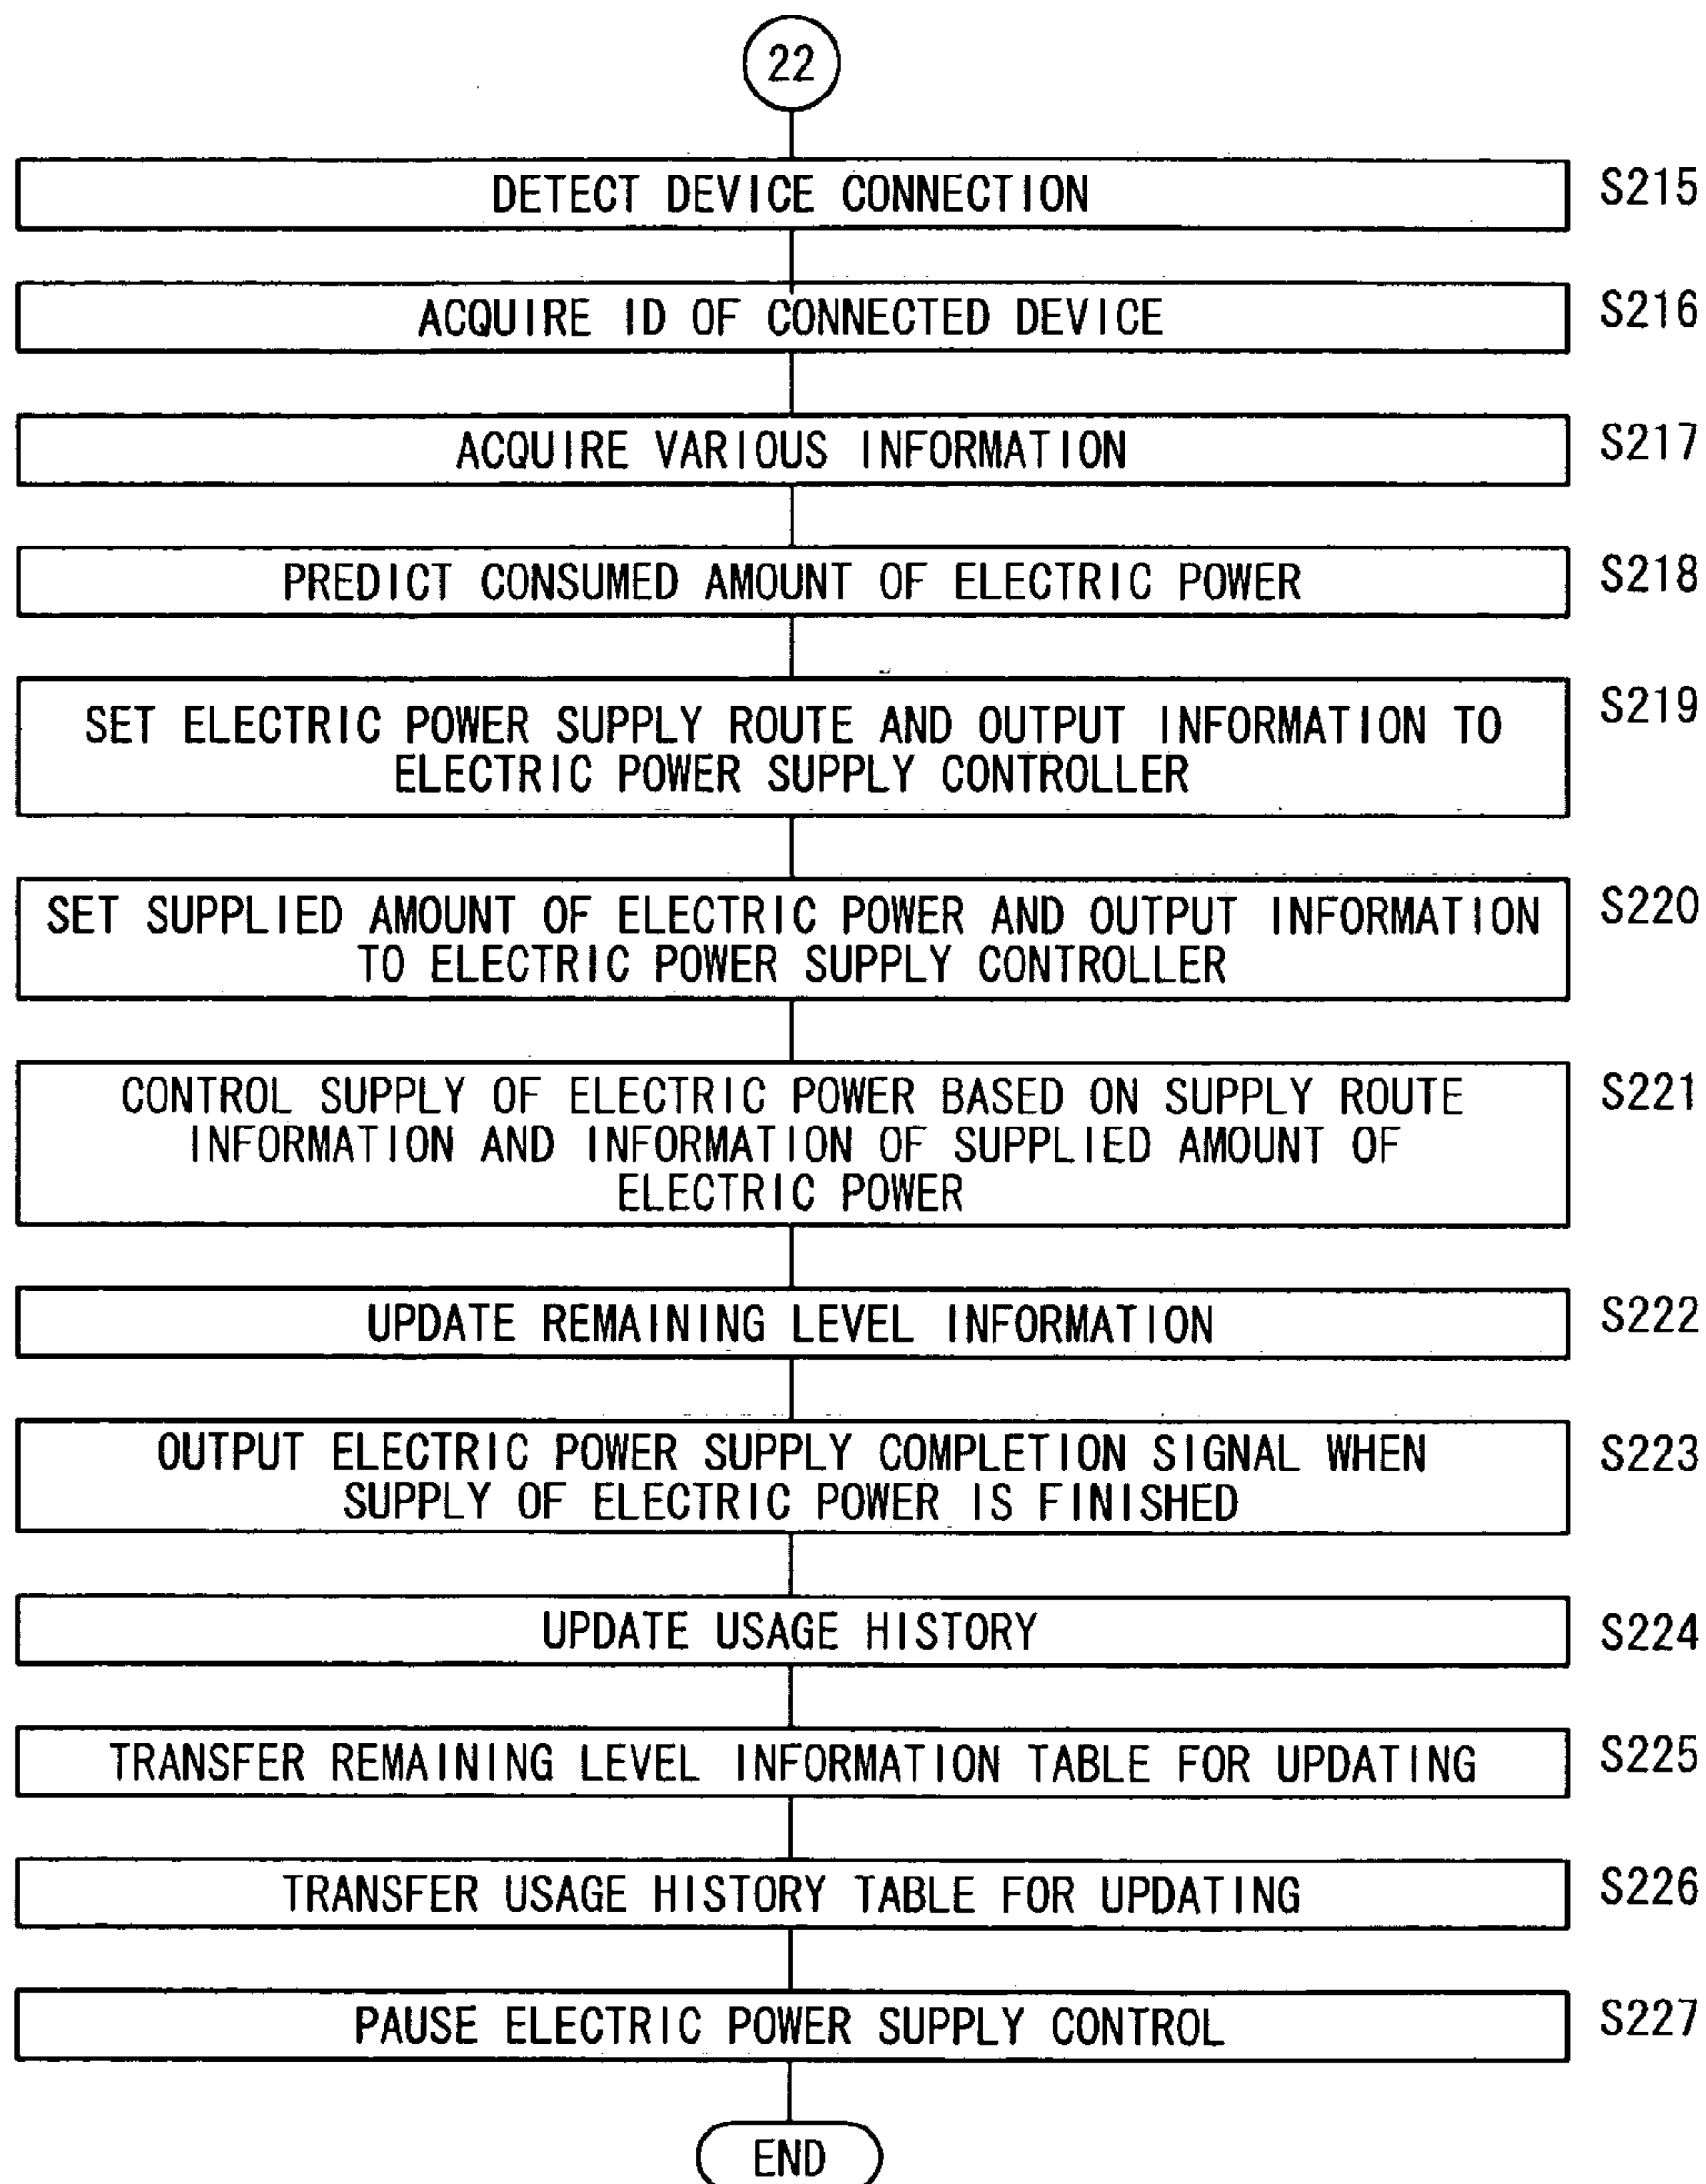 22
DETECT DEVICE CONNECTION
S215
ACQUIRE ID OF CONNECTED DEVICE
S216
ACQUIRE VARIOUS INFORMATION
S217
PREDICT CONSUMED AMOUNT OF ELECTRIC POWER
S218
SET ELECTRIC POWER SUPPLY ROUTE AND OUTPUT INFORMATION TO
ELECTRIC POWER SUPPLY CONTROLLER
S219
SET SUPPLIED AMOUNT OF ELECTRIC POWER AND OUTPUT INFORMATION
TO ELECTRIC POWER SUPPLY CONTROLLER
S220
CONTROL SUPPLY OF ELECTRIC POWER BASED ON SUPPLY ROUTE
INFORMATION AND INFORMATION OF SUPPLIED AMOUNT OF
ELECTRIC POWER
S221
UPDATE REMAINING LEVEL INFORMATION
S222
OUTPUT ELECTRIC POWER SUPPLY COMPLETION SIGNAL WHEN
SUPPLY OF ELECTRIC POWER IS FINISHED
S223
UPDATE USAGE HISTORY
S224
TRANSFER REMAINING LEVEL INFORMATION TABLE FOR UPDATING
S225
TRANSFER USAGE HISTORY TABLE FOR UPDATING
S226
PAUSE ELECTRIC POWER SUPPLY CONTROL
S227
END